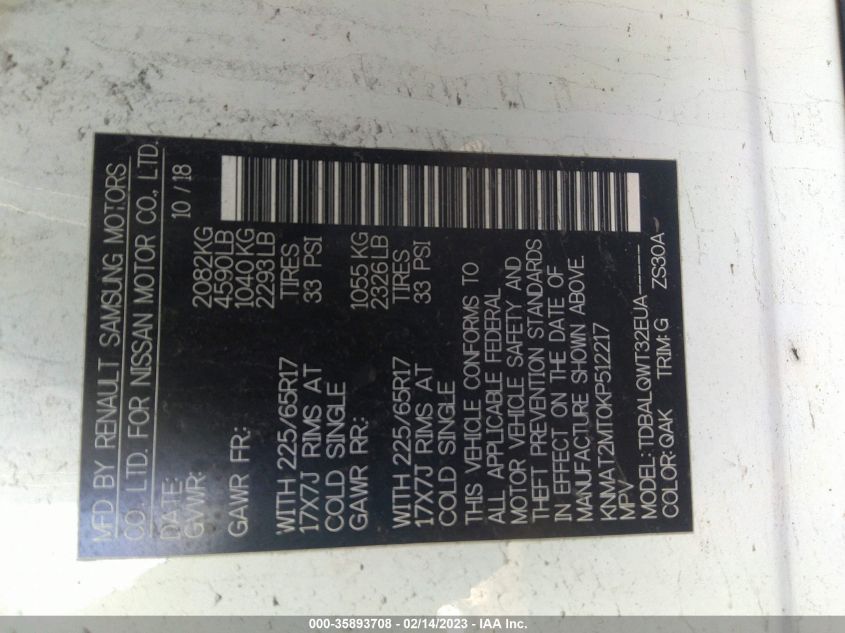 MFD BY RENAULT SAMSUNG MOTORS
CO., LTD. FOR NISSAN MOTOR CO., LTD.
DATE: 10 / 18
GVWR: 2082KG
4590LB
GAWR FR: 1040KG
2293LB
WITH 225/65R17 TIRES
17X7J RIMS AT 33 PSI
COLD SINGLE
GAWR RR: 1055KG
2326LB
WITH 225/65R17 TIRES
17X7J RIMS AT 33 PSI
COLD SINGLE
THIS VEHICLE CONFORMS TO
ALL APPLICABLE FEDERAL
MOTOR VEHICLE SAFETY AND
THEFT PREVENTION STANDARDS
IN EFFECT ON THE DATE OF
MANUFACTURE SHOWN ABOVE.
KNMAT2MT0KP512217
MPV
MODEL: TDBALQWT32EUA_____
COLOR: QAK TRIM: G ZS30A
000-35893708 - 02/14/2023 - IAA Inc.